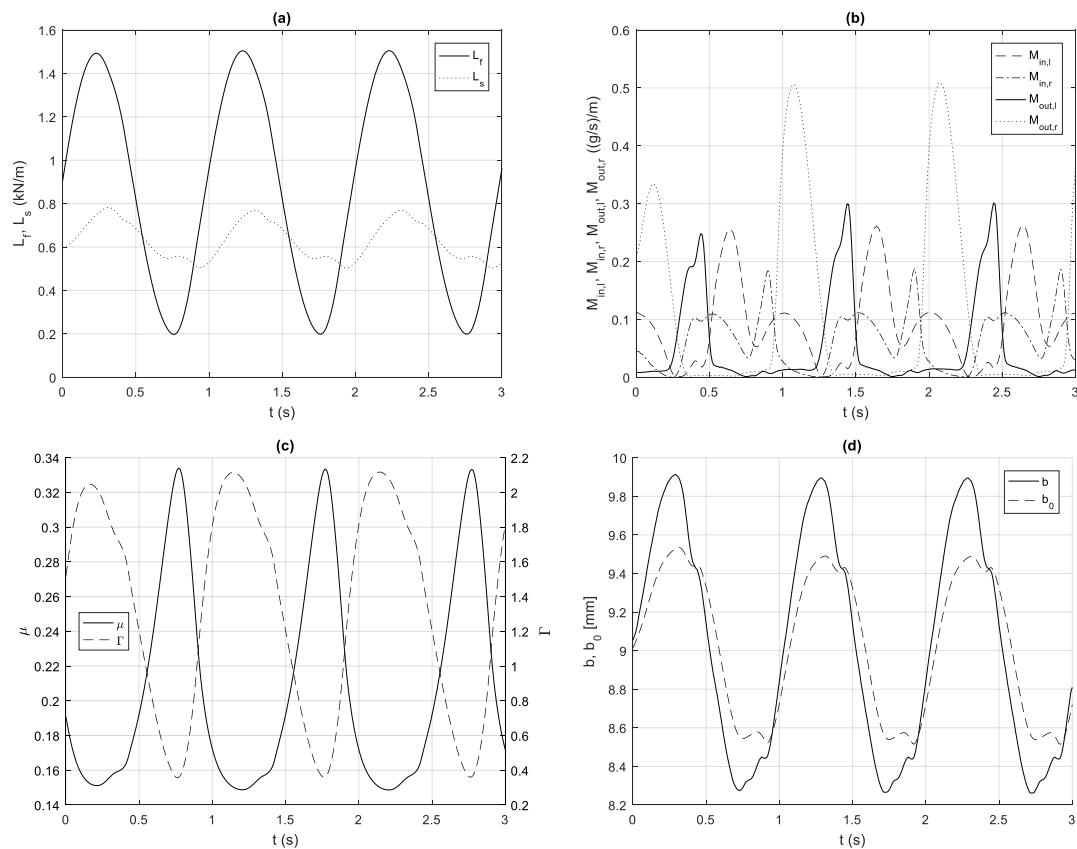 (a)
1.6
1.4
1.2
1
0.8
0.6
0.4
0.2
0
L_f, L_s (kN/m)
L_f
L_s
0 0.5 1 1.5 2 2.5 3
t (s)
(b)
0.6
0.5
0.4
0.3
0.2
0.1
0
M_in,l, M_in,r, M_out,l, M_out,r ((g/s)/m)
M_in,l
M_in,r
M_out,l
M_out,r
0 0.5 1 1.5 2 2.5 3
t (s)
(c)
0.34
0.32
0.3
0.28
0.26
0.24
0.22
0.2
0.18
0.16
0.14
μ
μ
Γ
2.2
2
1.8
1.6
1.4
1.2
1
0.8
0.6
0.4
0.2
Γ
0 0.5 1 1.5 2 2.5 3
t (s)
(d)
10
9.8
9.6
9.4
9.2
9
8.8
8.6
8.4
8.2
b, b_0 [mm]
b
b_0
0 0.5 1 1.5 2 2.5 3
t (s)